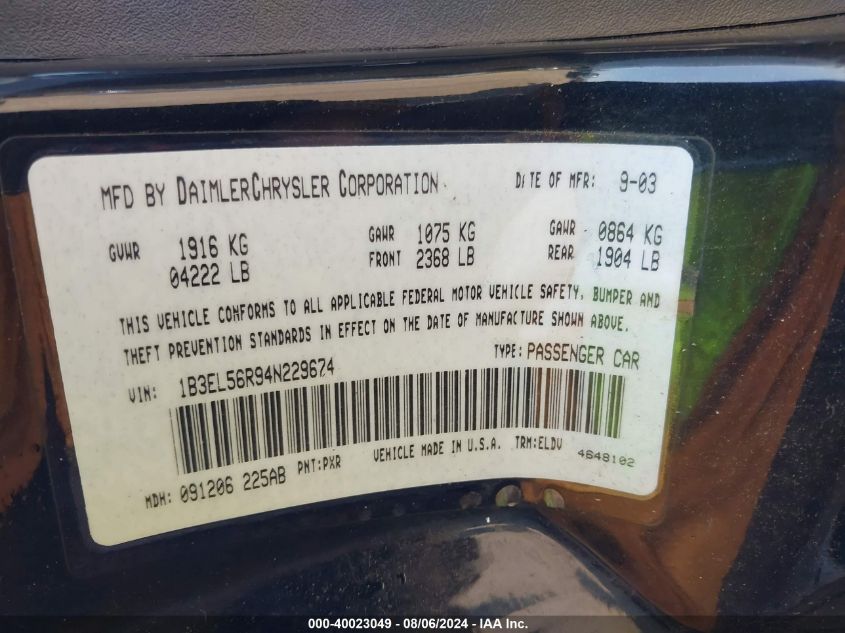 MFD BY DAIMLERCHRYSLER CORPORATION
DATE OF MFR: 9-03
GVWR 1916 KG
04222 LB
GAWR FRONT 1075 KG
2368 LB
GAWR REAR 0864 KG
1904 LB
THIS VEHICLE CONFORMS TO ALL APPLICABLE FEDERAL MOTOR VEHICLE SAFETY, BUMPER AND
THEFT PREVENTION STANDARDS IN EFFECT ON THE DATE OF MANUFACTURE SHOWN ABOVE.
VIN: 1B3EL56R94N229674
TYPE: PASSENGER CAR
MDH: 091206 225AB
PNT: PXR
VEHICLE MADE IN U.S.A.
TRM: ELDV
4648102
000-40023049 - 08/06/2024 - IAA Inc.